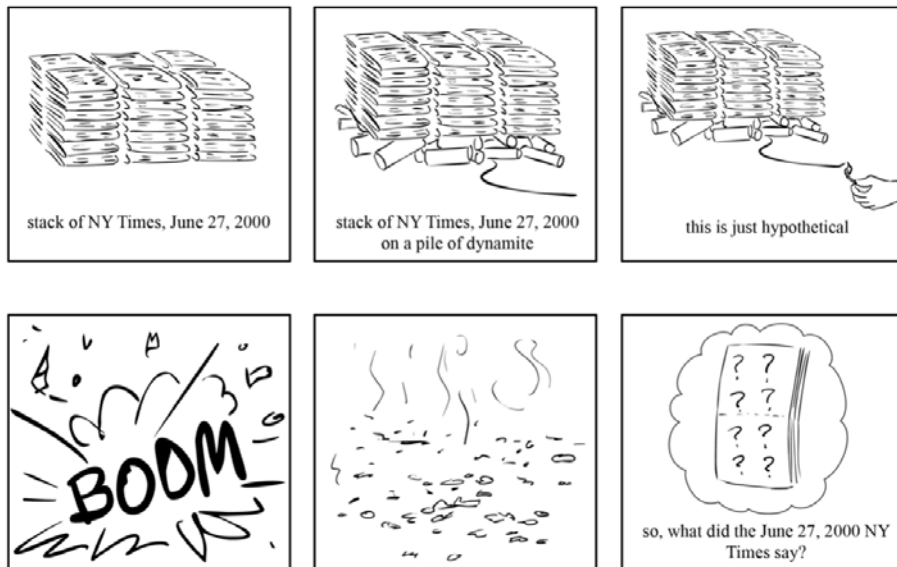 stack of NY Times, June 27, 2000
stack of NY Times, June 27, 2000
on a pile of dynamite
this is just hypothetical
BOOM
? ?
? ?
? ?
? ?
so, what did the June 27, 2000 NY
Times say?